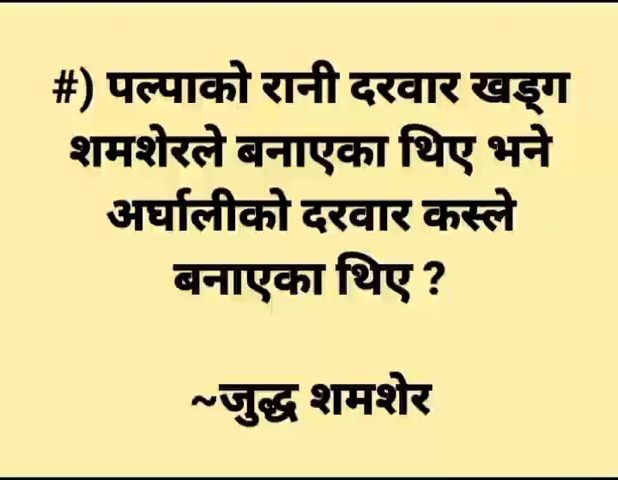 #) पल्पाको रानी दरवार खड्ग
शमशेरले बनाएका थिए भने
अर्घालीको दरवार कस्ले
बनाएका थिए ?
~जुद्ध शमशेर